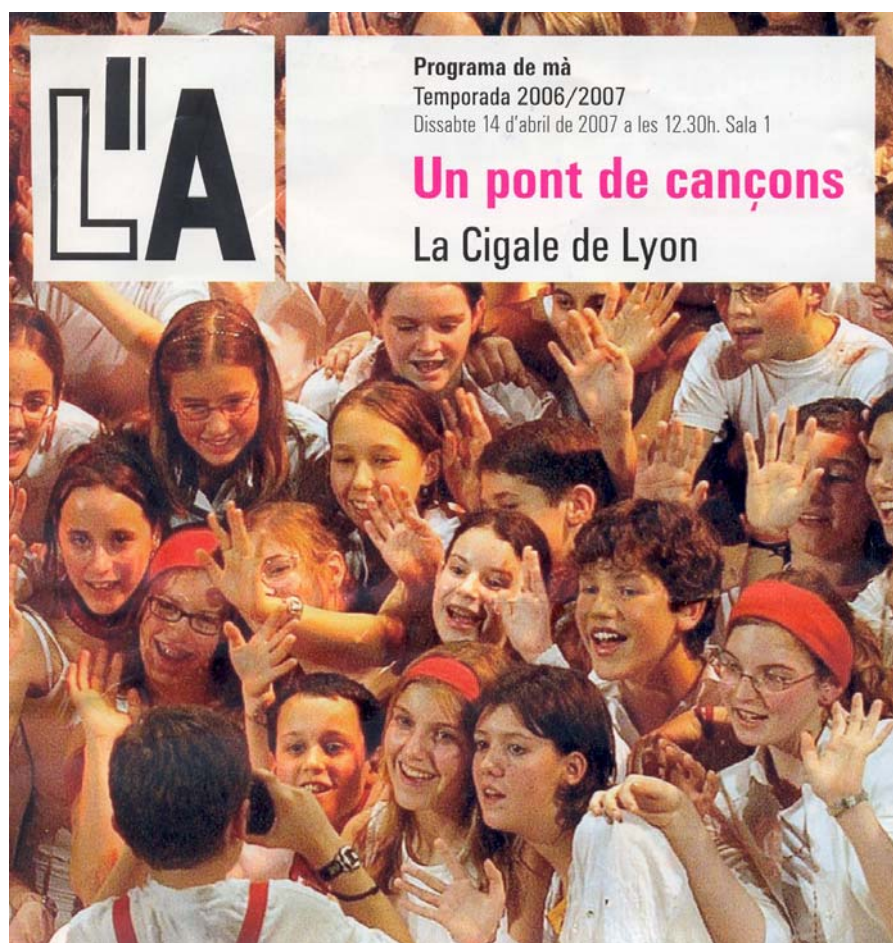 L'A
Programa de mà
Temporada 2006/2007
Dissabte 14 d'abril de 2007 a les 12.30h. Sala 1
Un pont de cançons
La Cigale de Lyon